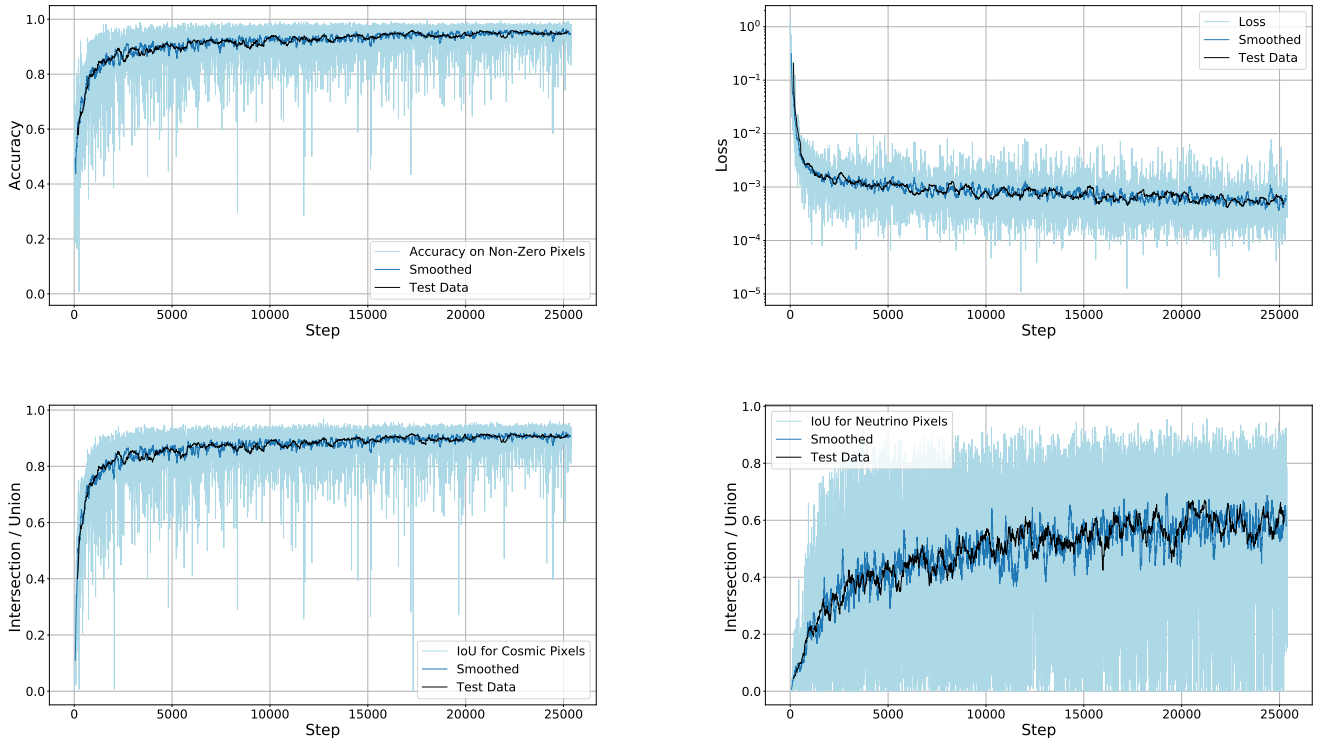 1.0
0.8
0.6
0.4
0.2
0.0
Accuracy
Accuracy on Non-Zero Pixels
Smoothed
Test Data
0 5000 10000 15000 20000 25000
Step
10⁰
10⁻¹
10⁻²
10⁻³
10⁻⁴
10⁻⁵
Loss
Loss
Smoothed
Test Data
0 5000 10000 15000 20000 25000
Step
1.0
0.8
0.6
0.4
0.2
0.0
Intersection / Union
IoU for Cosmic Pixels
Smoothed
Test Data
0 5000 10000 15000 20000 25000
Step
1.0
0.8
0.6
0.4
0.2
0.0
Intersection / Union
IoU for Neutrino Pixels
Smoothed
Test Data
0 5000 10000 15000 20000 25000
Step